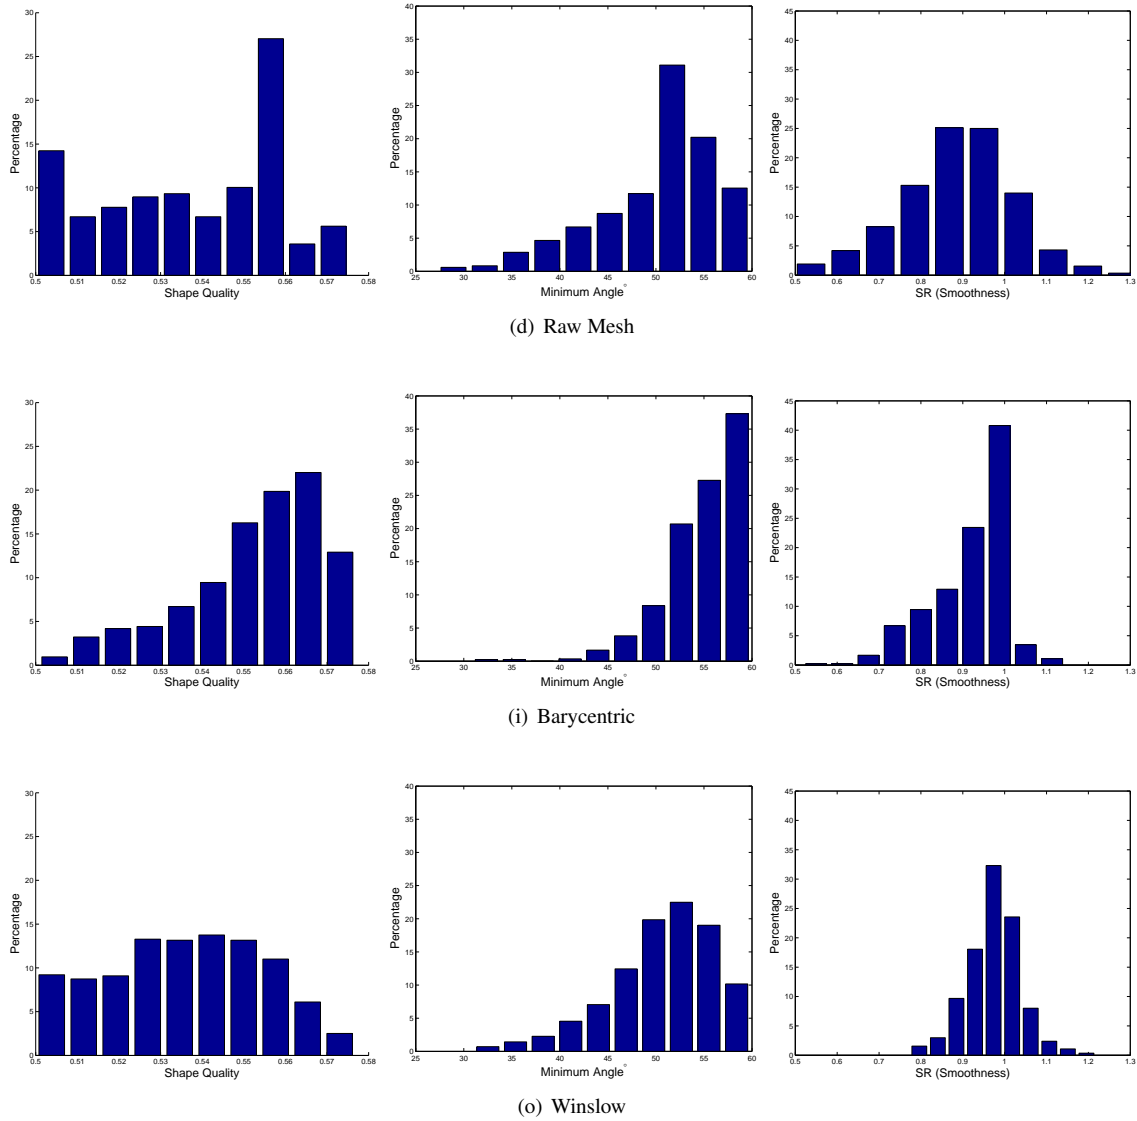 30
25
20
15
10
5
0
Percentage
0.5 0.51 0.52 0.53 0.54 0.55 0.56 0.57 0.58
Shape Quality
40
35
30
25
20
15
10
5
0
Percentage
25 30 35 40 45 50 55 60
Minimum Angle°
45
40
35
30
25
20
15
10
5
0
Percentage
0.5 0.6 0.7 0.8 0.9 1 1.1 1.2 1.3
SR (Smoothness)
(d) Raw Mesh
30
25
20
15
10
5
0
Percentage
0.5 0.51 0.52 0.53 0.54 0.55 0.56 0.57 0.58
Shape Quality
40
35
30
25
20
15
10
5
0
Percentage
25 30 35 40 45 50 55 60
Minimum Angle°
45
40
35
30
25
20
15
10
5
0
Percentage
0.5 0.6 0.7 0.8 0.9 1 1.1 1.2 1.3
SR (Smoothness)
(i) Barycentric
30
25
20
15
10
5
0
Percentage
0.5 0.51 0.52 0.53 0.54 0.55 0.56 0.57 0.58
Shape Quality
40
35
30
25
20
15
10
5
0
Percentage
25 30 35 40 45 50 55 60
Minimum Angle°
45
40
35
30
25
20
15
10
5
0
Percentage
0.5 0.6 0.7 0.8 0.9 1 1.1 1.2 1.3
SR (Smoothness)
(o) Winslow